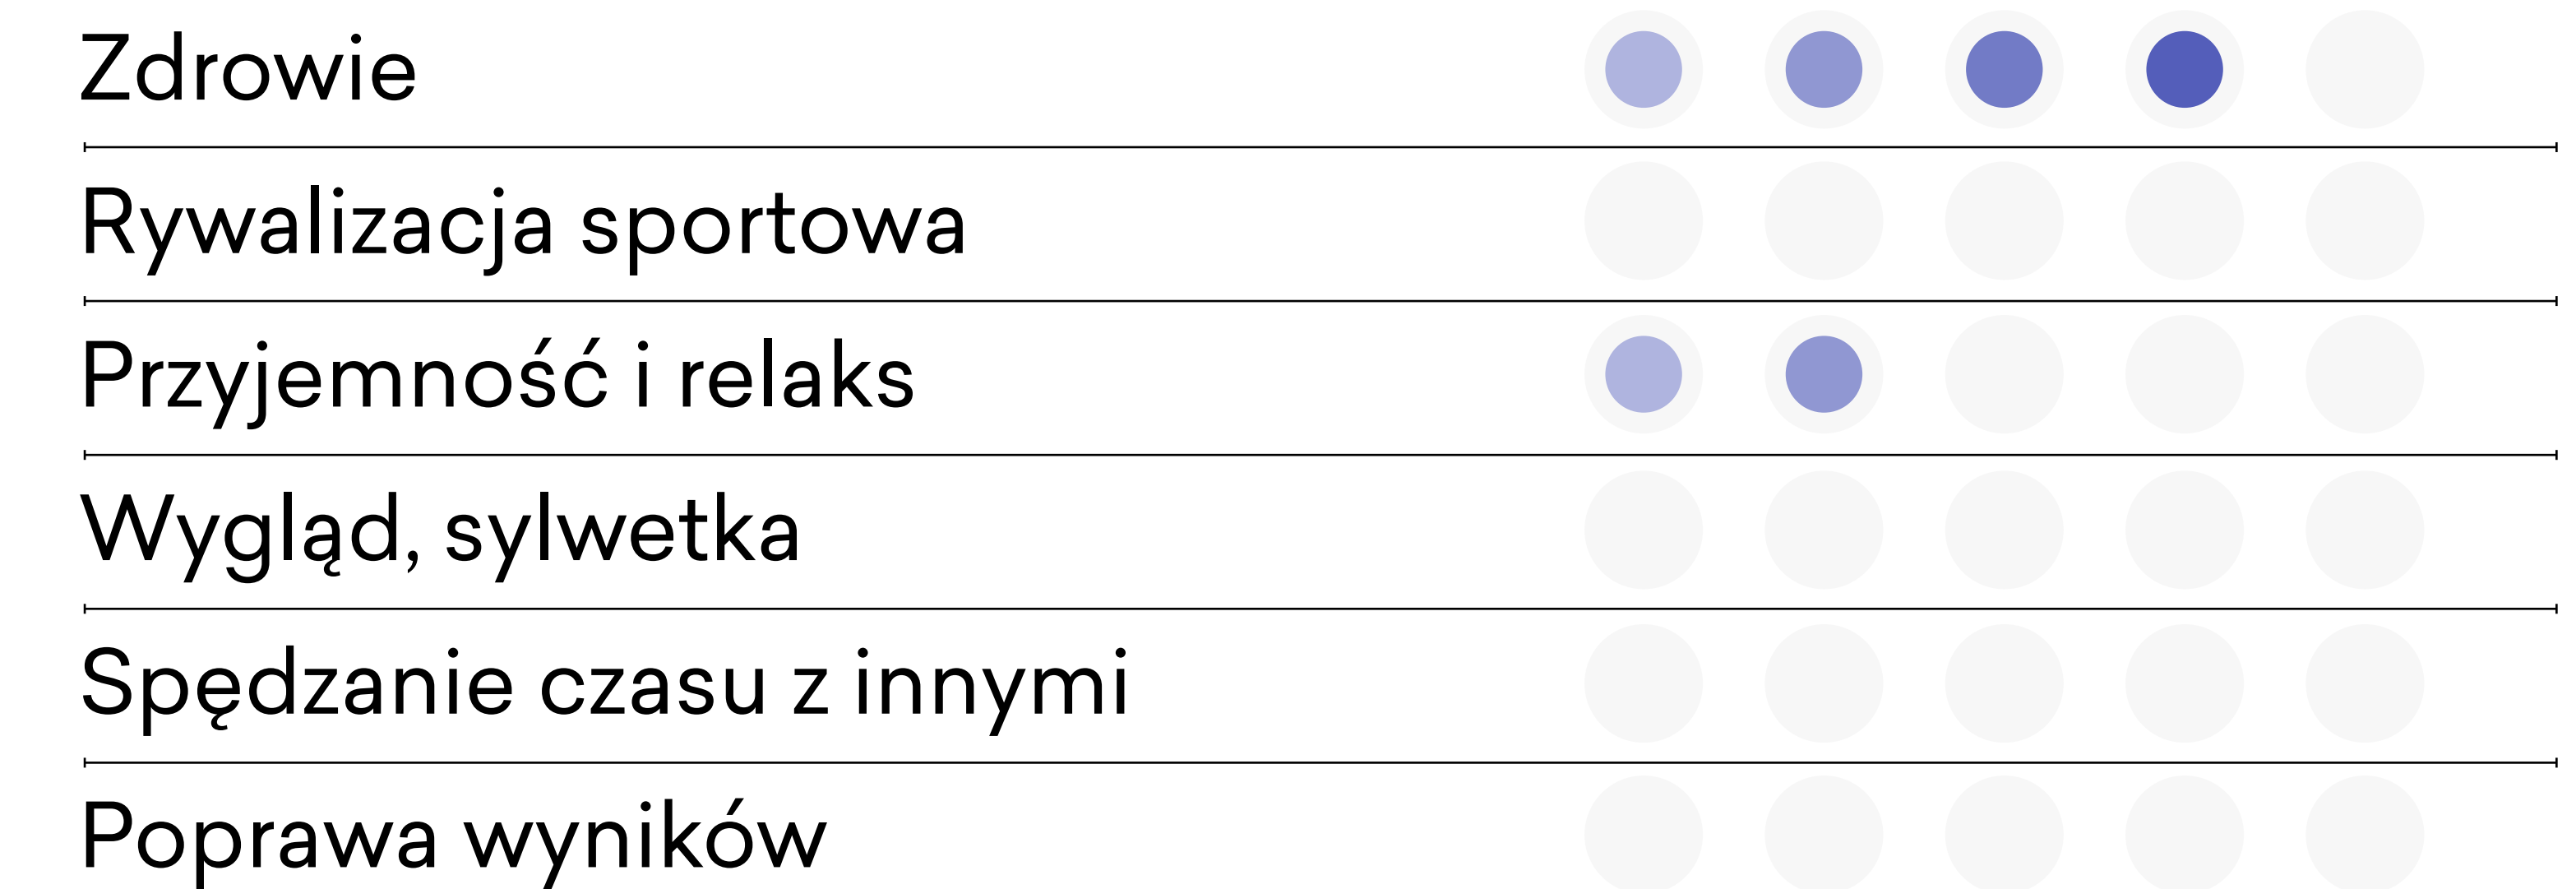 Zdrowie
Rywalizacja sportowa
Przyjemność i relaks
Wygląd, sylwetka
Spędzanie czasu z innymi
Poprawa wyników